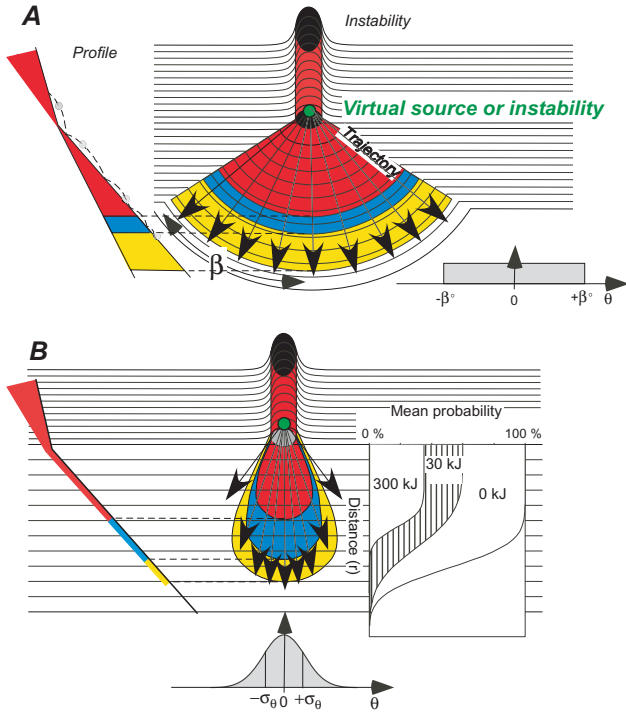 A
Instability
Profile
Virtual source or instability
Trajectory
β
-β° 0 +β° θ
B
Mean probability
0 % 100 %
30 kJ
300 kJ
0 kJ
Distance (r)
−σθ 0 +σθ θ